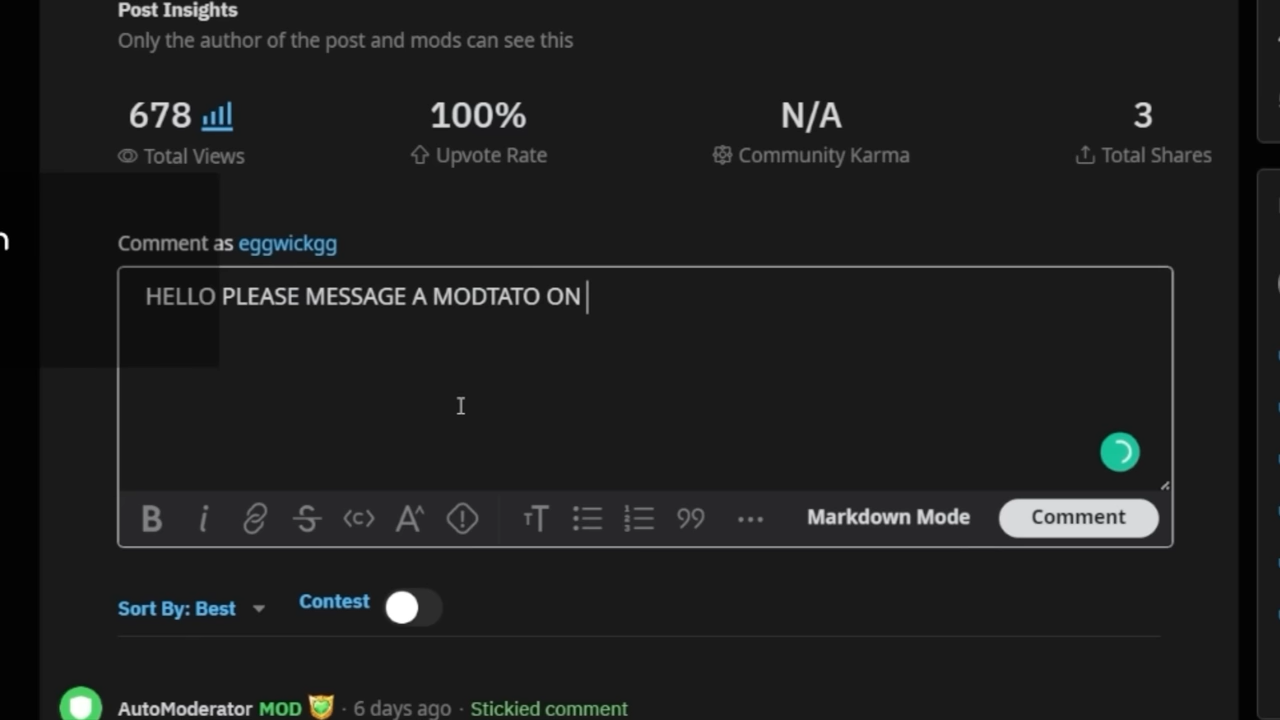 Post Insights
Only the author of the post and mods can see this
678 100% N/A 3
Total Views Upvote Rate Community Karma Total Shares
n
Comment as eggwickgg
HELLO PLEASE MESSAGE A MODTATO ON
Markdown Mode Comment
Sort By: Best Contest
AutoModerator MOD · 6 days ago · Stickied comment